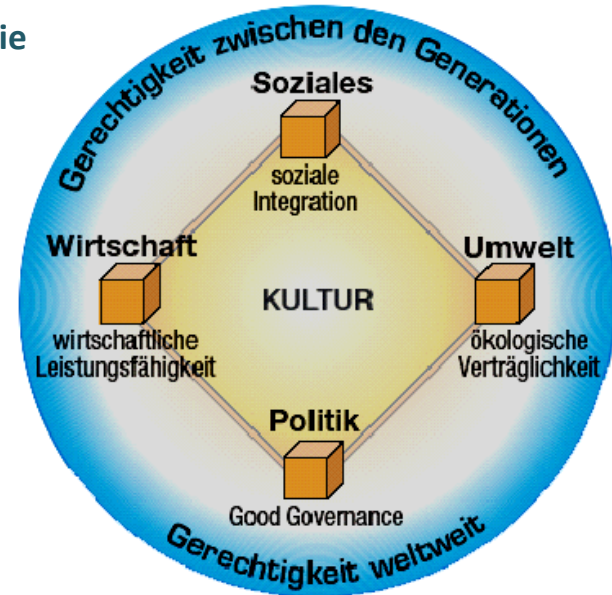 ie
Gerechtigkeit zwischen den Generationen
Soziales
soziale
Integration
Wirtschaft
wirtschaftliche
Leistungsfähigkeit
KULTUR
Umwelt
ökologische
Verträglichkeit
Politik
Good Governance
Gerechtigkeit weltweit